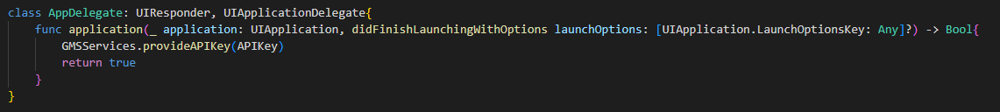 class AppDelegate: UIResponder, UIApplicationDelegate{
func application(_ application: UIApplication, didFinishLaunchingWithOptions launchOptions: [UIApplication.LaunchOptionsKey: Any]?) -> Bool{
GMSServices.provideAPIKey(APIKey)
return true
}
}